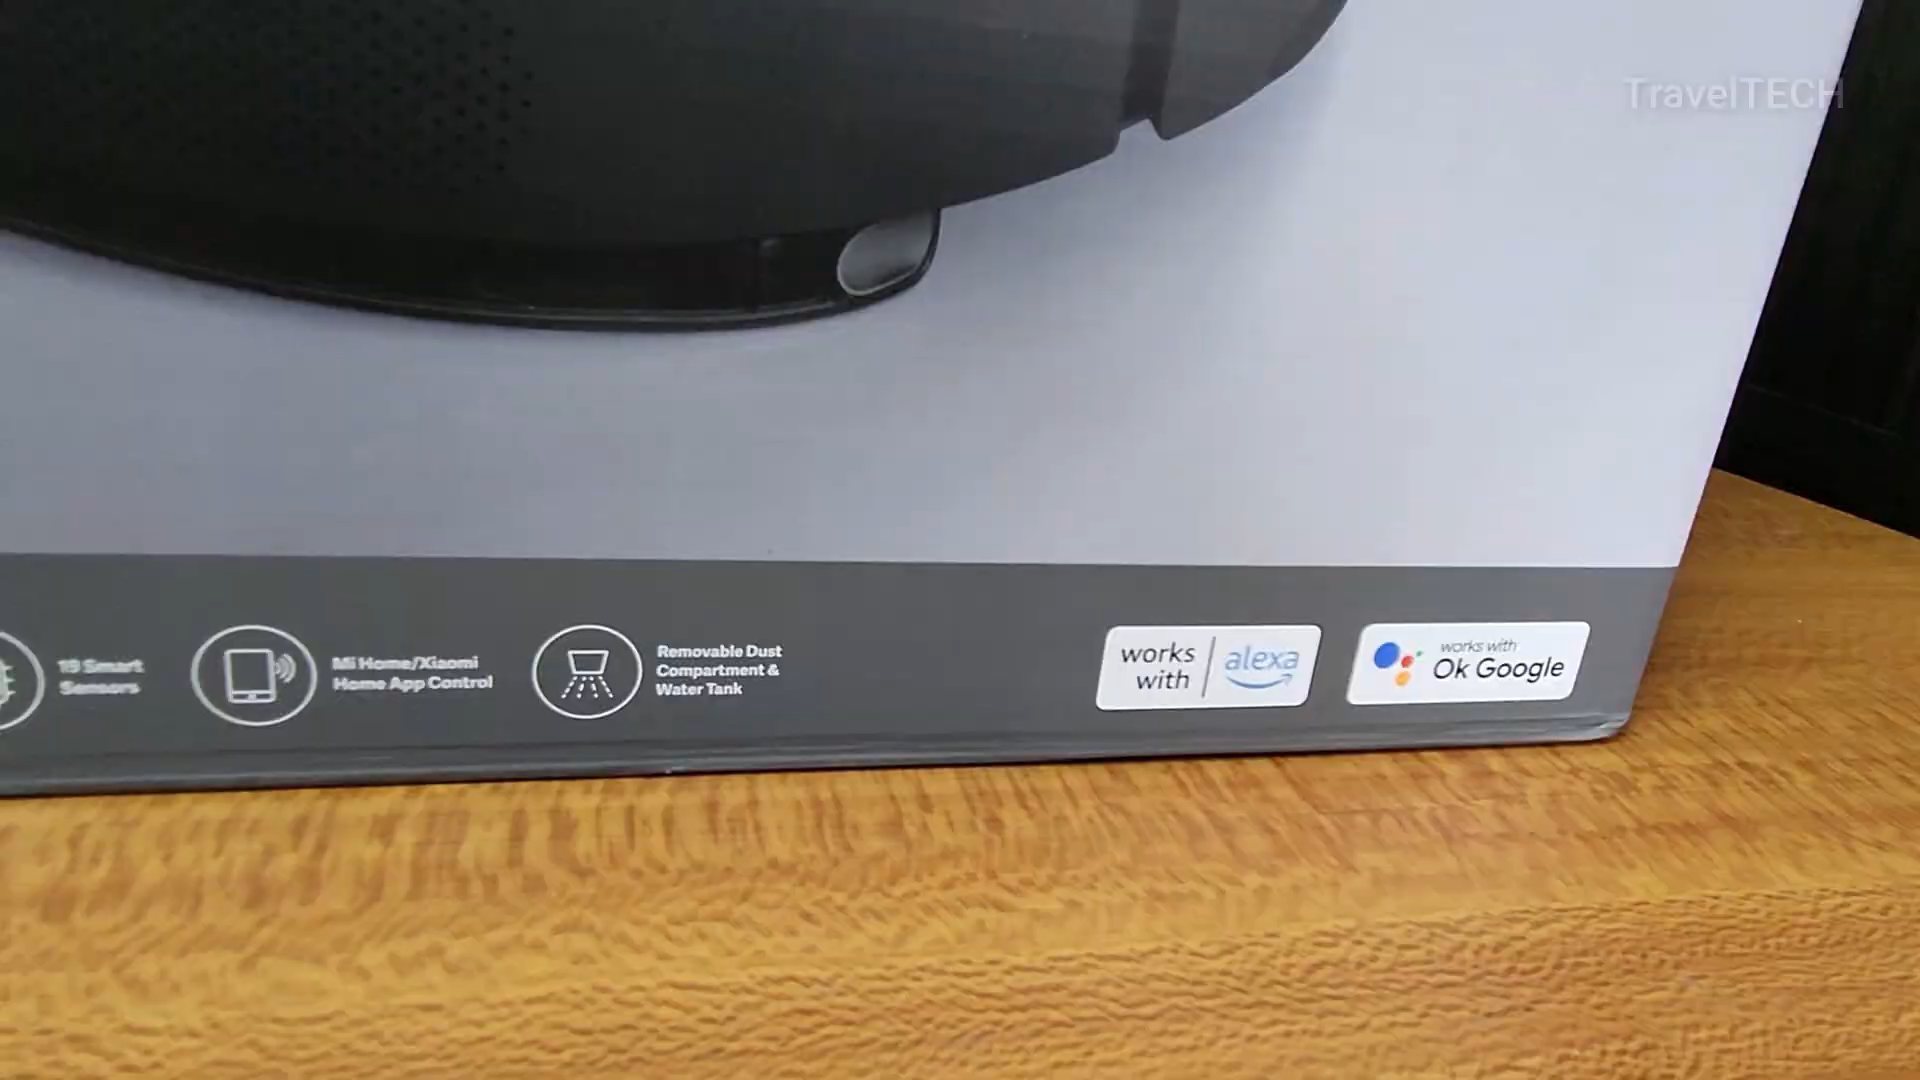 TravelTECH
19 Smart
Sensors
Mi Home/Xiaomi
Home App Control
Removable Dust
Compartment &
Water Tank
works
with
alexa
works with
Ok Google